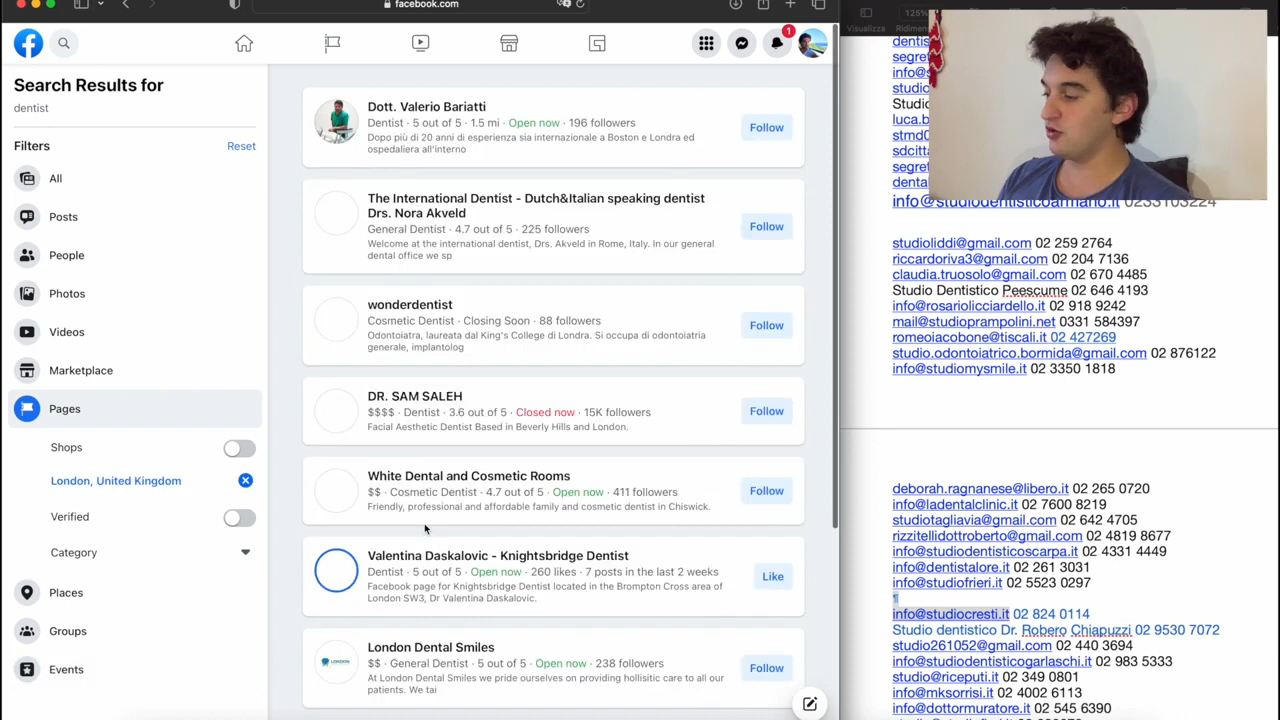 facebook.com
125%
Visualizza
Search Results for
dentist
Filters
Reset
All
Posts
People
Photos
Videos
Marketplace
Pages
Shops
London, United Kingdom
Verified
Category
Places
Groups
Events
1
Dott. Valerio Bariatti
Dentist · 5 out of 5 · 1.5 mi · Open now · 196 followers
Dopo più di 20 anni di esperienza sia internazionale a Boston e Londra ed
ospedaliera all'interno
Follow
The International Dentist - Dutch&Italian speaking dentist
Drs. Nora Akveld
General Dentist · 4.7 out of 5 · 225 followers
Welcome at the international dentist, Drs. Akveld in Rome, Italy. In our general
dental office we sp
Follow
wonderdentist
Cosmetic Dentist · Closing Soon · 88 followers
Odontoiatra, laureata dal King's College di Londra. Si occupa di odontoiatria
generale, implantolog
Follow
DR. SAM SALEH
$$$$ · Dentist · 3.6 out of 5 · Closed now · 15K followers
Facial Aesthetic Dentist Based in Beverly Hills and London.
Follow
White Dental and Cosmetic Rooms
$$ · Cosmetic Dentist · 4.7 out of 5 · Open now · 411 followers
Friendly, professional and affordable family and cosmetic dentist in Chiswick.
Follow
Valentina Daskalovic - Knightsbridge Dentist
Dentist · 5 out of 5 · Open now · 260 likes · 7 posts in the last 2 weeks
Facebook page for Knightsbridge Dentist located in the Brompton Cross area of
London SW3, Dr Valentina Daskalovic.
Like
London Dental Smiles
$$ · General Dentist · 5 out of 5 · Open now · 238 followers
At London Dental Smiles we pride ourselves on providing hollisitic care to all our
patients. We tai
Follow
info@studiodentisticoarmano.it 0233103224
studioliddi@gmail.com 02 259 2764
riccardoriva3@gmail.com 02 204 7136
claudia.truosolo@gmail.com 02 670 4485
Studio Dentistico Peescume 02 646 4193
info@rosariolicciardello.it 02 918 9242
mail@studioprampolini.net 0331 584397
romeoiacobone@tiscali.it 02 427269
studio.odontoiatrico.bormida@gmail.com 02 876122
info@studiomysmile.it 02 3350 1818
deborah.ragnanese@libero.it 02 265 0720
info@ladentalclinic.it 02 7600 8219
studiotagliavia@gmail.com 02 642 4705
rizzitellidottroberto@gmail.com 02 4819 8677
info@studiodentisticoscarpa.it 02 4331 4449
info@dentistalore.it 02 261 3031
info@studiofrieri.it 02 5523 0297
info@studiocresti.it 02 824 0114
Studio dentistico Dr. Robero Chiapuzzi 02 9530 7072
studio261052@gmail.com 02 440 3694
info@studiodentisticogarlaschi.it 02 983 5333
studio@riceputi.it 02 349 0801
info@mksorrisi.it 02 4002 6113
info@dottormuratore.it 02 545 6390